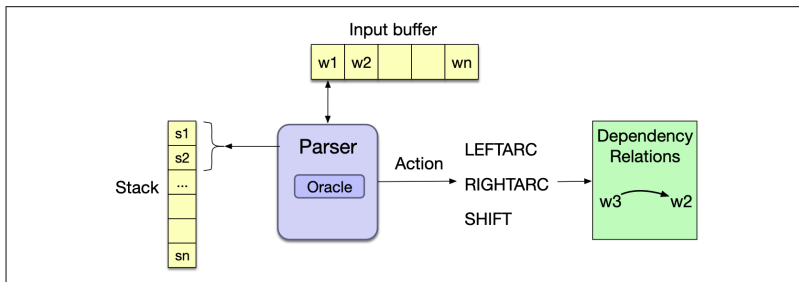 Input buffer
w1 w2 wn
s1
s2
...
sn
Stack
Parser
Oracle
Action
LEFTARC
RIGHTARC
SHIFT
Dependency
Relations
w3 w2